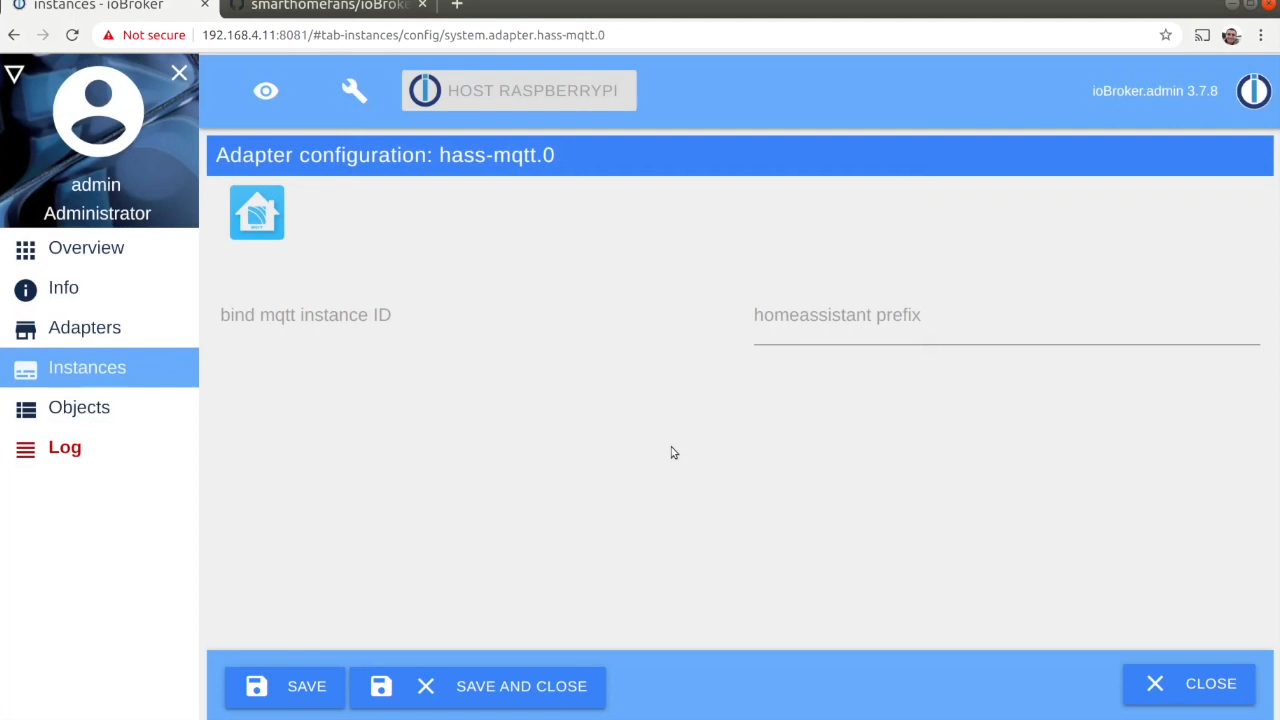 instances - ioBroker
smarthomefans/ioBroke
Not secure
192.168.4.11:8081/#tab-instances/config/system.adapter.hass-mqtt.0
HOST RASPBERRYPI
ioBroker.admin 3.7.8
admin
Administrator
Overview
Info
Adapters
Instances
Objects
Log
Adapter configuration: hass-mqtt.0
bind mqtt instance ID
homeassistant prefix
SAVE
SAVE AND CLOSE
CLOSE